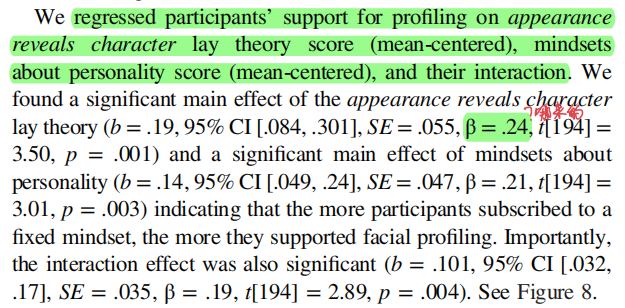 We regressed participants’ support for profiling on appearance
reveals character lay theory score (mean-centered), mindsets
about personality score (mean-centered), and their interaction. We
found a significant main effect of the appearance reveals character
lay theory (b = .19, 95% CI [.084, .301], SE = .055, β = .24, t[194] =
?哪来的
3.50, p = .001) and a significant main effect of mindsets about
personality (b = .14, 95% CI [.049, .24], SE = .047, β = .21, t[194] =
3.01, p = .003) indicating that the more participants subscribed to a
fixed mindset, the more they supported facial profiling. Importantly,
the interaction effect was also significant (b = .101, 95% CI [.032,
.17], SE = .035, β = .19, t[194] = 2.89, p = .004). See Figure 8.